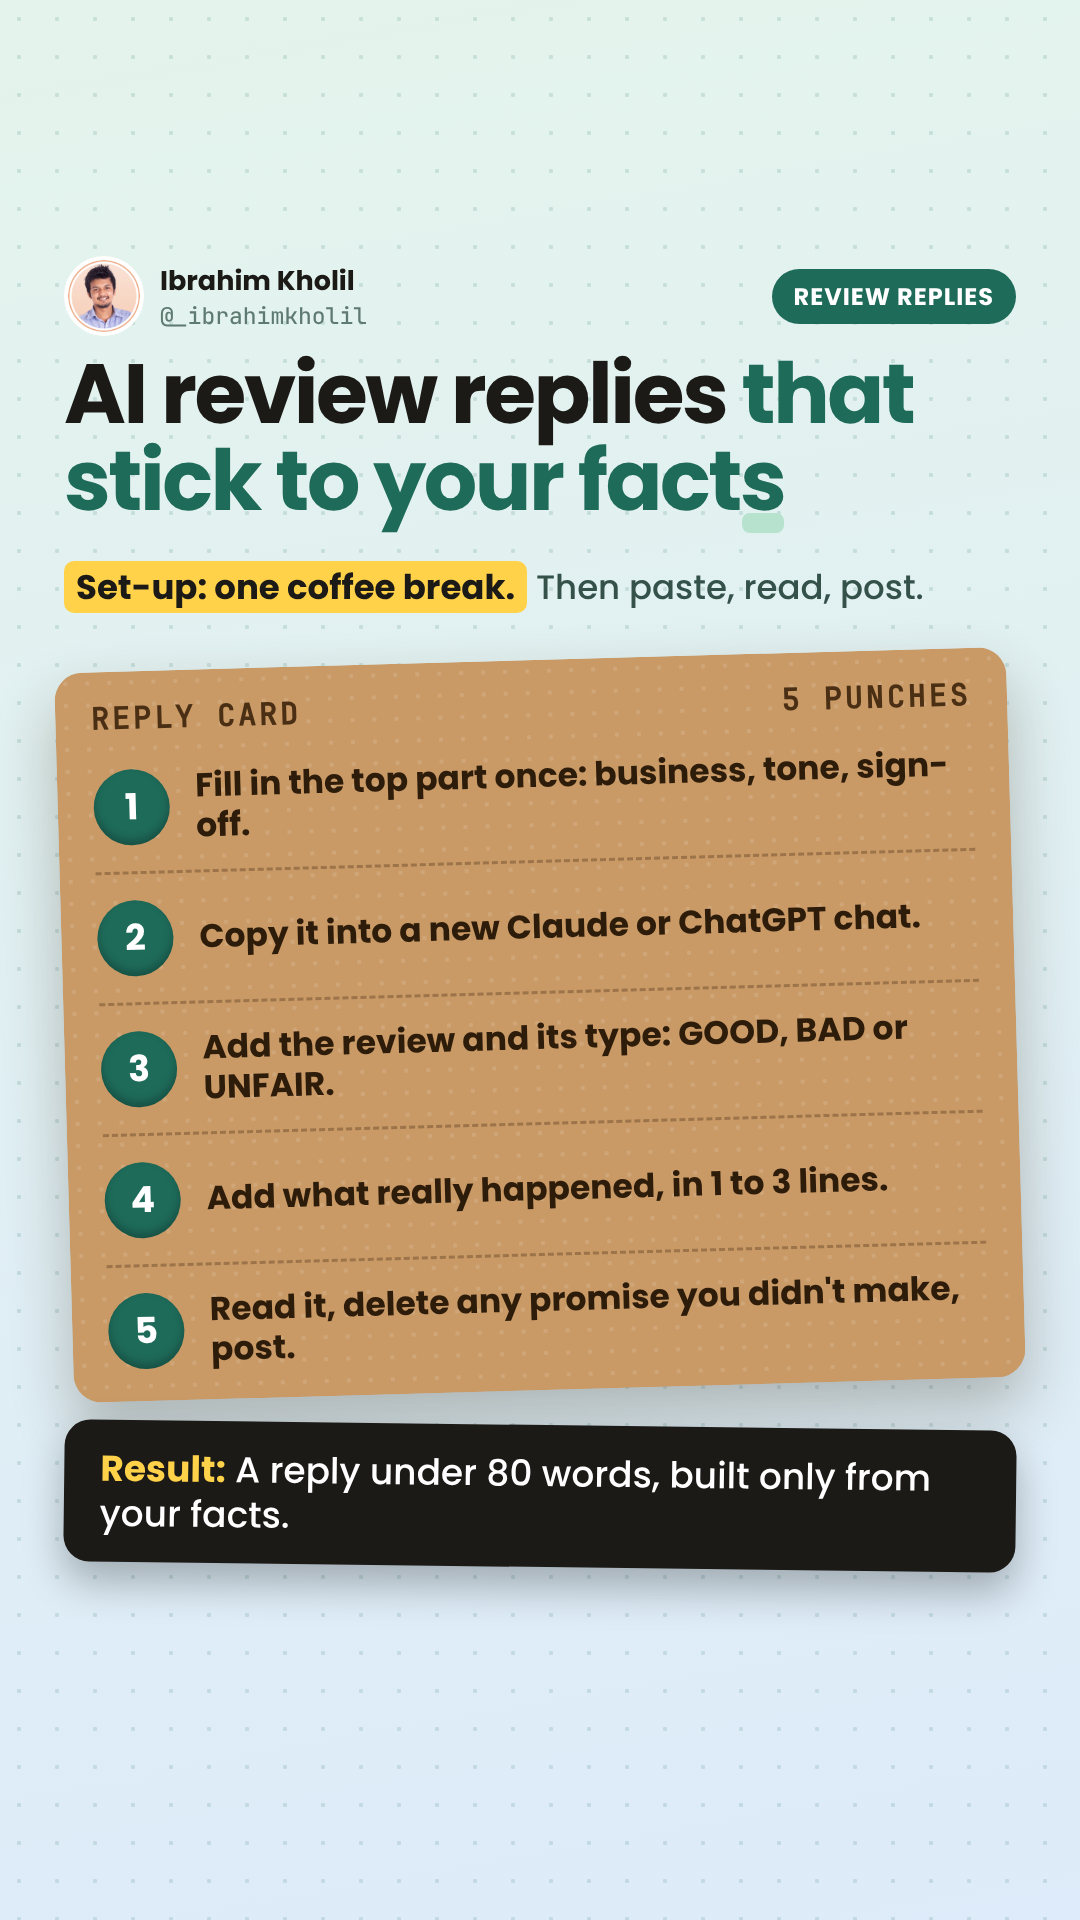 Ibrahim Kholil
@_ibrahimkholil
REVIEW REPLIES
AI review replies that
stick to your facts
Set-up: one coffee break. Then paste, read, post.
REPLY CARD
5 PUNCHES
1
Fill in the top part once: business, tone, sign-
off.
2
Copy it into a new Claude or ChatGPT chat.
3
Add the review and its type: GOOD, BAD or
UNFAIR.
4
Add what really happened, in 1 to 3 lines.
5
Read it, delete any promise you didn't make,
post.
Result: A reply under 80 words, built only from
your facts.